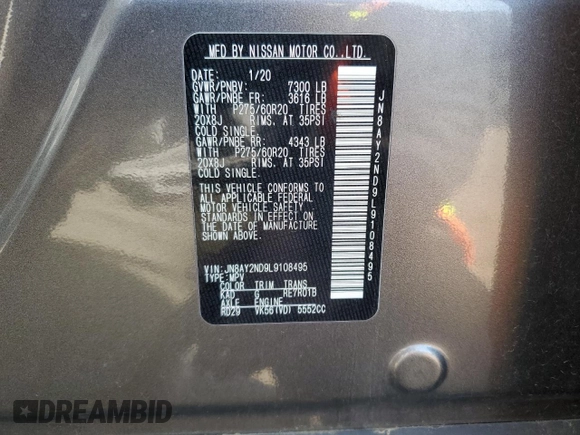 MFD BY NISSAN MOTOR CO.,LTD.
DATE: 1/20
GVWR/PNBV: 7300 LB
GAWR/PNBE FR: 3616 LB
WITH P275/60R20 TIRES
20X8J RIMS. AT 35PSI
COLD SINGLE.
GAWR/PNBE RR: 4343 LB
WITH P275/60R20 TIRES
20X8J RIMS. AT 35PSI
COLD SINGLE.
THIS VEHICLE CONFORMS TO
ALL APPLICABLE FEDERAL
MOTOR VEHICLE SAFETY
STANDARDS IN EFFECT ON
THE DATE OF MANUFACTURE
SHOWN ABOVE.
VIN: JN8AY2ND9L9108495
TYPE: MPV
COLOR TRIM TRANS
KAD G RE7R01B
AXLE ENGINE
RD29 VK56(VD) 5552CC
JN8AY2ND9L9108495
DREAMBID